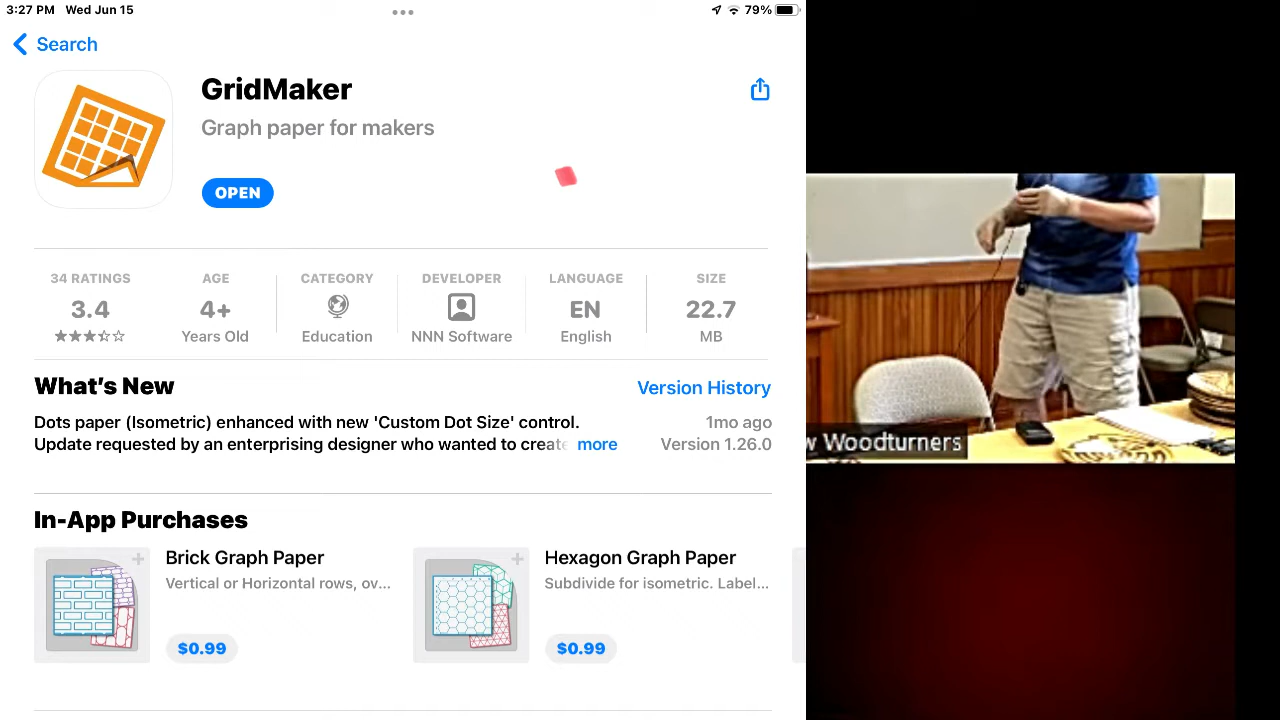 3:27 PM Wed Jun 15
79%
Search
GridMaker
Graph paper for makers
OPEN
34 RATINGS
3.4
AGE
4+
Years Old
CATEGORY
Education
DEVELOPER
NNN Software
LANGUAGE
EN
English
SIZE
22.7
MB
What's New
Version History
Dots paper (Isometric) enhanced with new 'Custom Dot Size' control.
1mo ago
Update requested by an enterprising designer who wanted to create more
Version 1.26.0
In-App Purchases
Brick Graph Paper
Vertical or Horizontal rows, ov...
$0.99
Hexagon Graph Paper
Subdivide for isometric. Label...
$0.99
w Woodturners